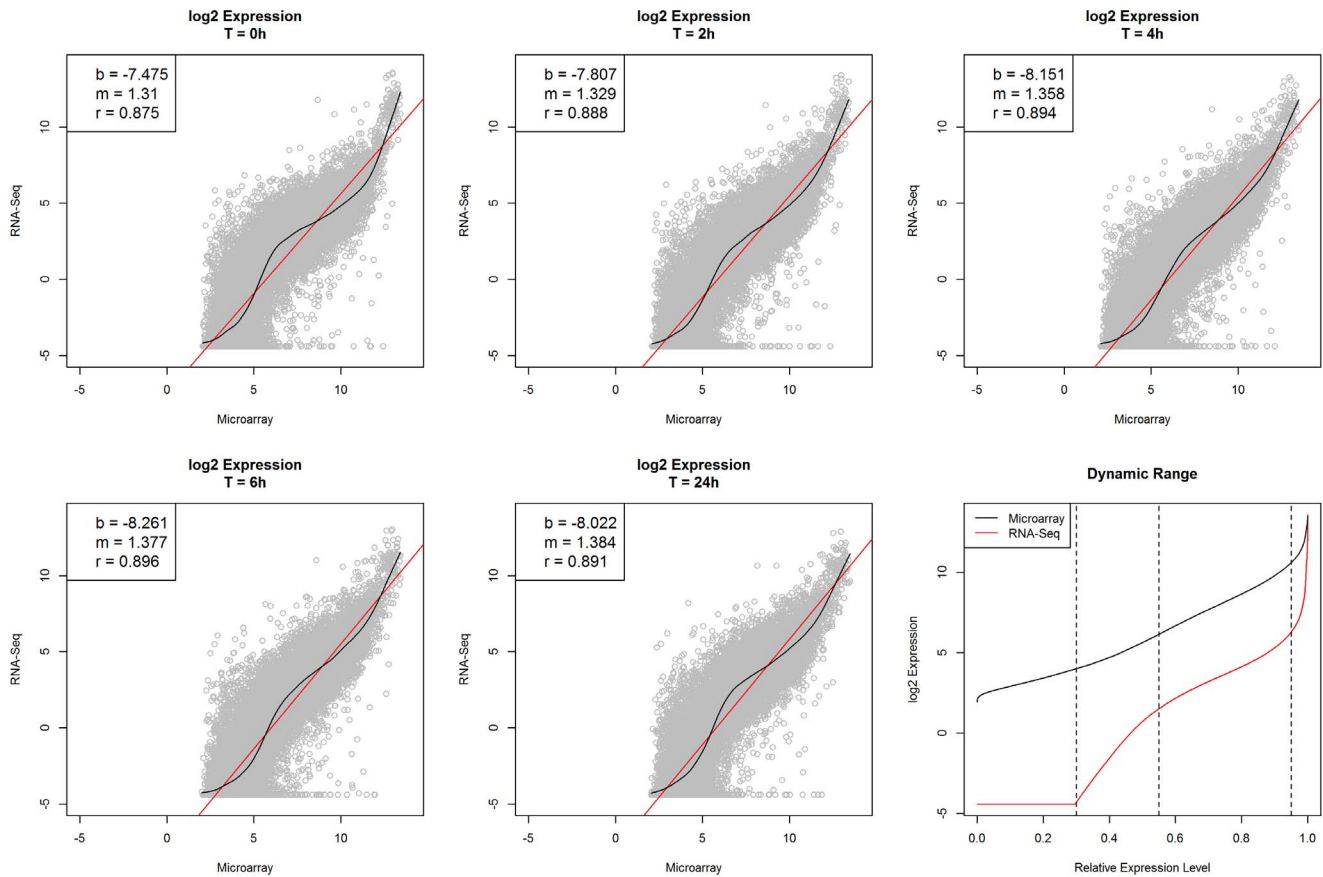 log2 Expression
T = 0h
b = -7.475
m = 1.31
r = 0.875
10
5
0
-5
RNA-Seq
-5 0 5 10
Microarray
log2 Expression
T = 2h
b = -7.807
m = 1.329
r = 0.888
10
5
0
-5
RNA-Seq
-5 0 5 10
Microarray
log2 Expression
T = 4h
b = -8.151
m = 1.358
r = 0.894
10
5
0
-5
RNA-Seq
-5 0 5 10
Microarray
log2 Expression
T = 6h
b = -8.261
m = 1.377
r = 0.896
10
5
0
-5
RNA-Seq
-5 0 5 10
Microarray
log2 Expression
T = 24h
b = -8.022
m = 1.384
r = 0.891
10
5
0
-5
RNA-Seq
-5 0 5 10
Microarray
Dynamic Range
Microarray
RNA-Seq
10
5
0
-5
log2 Expression
0.0 0.2 0.4 0.6 0.8 1.0
Relative Expression Level